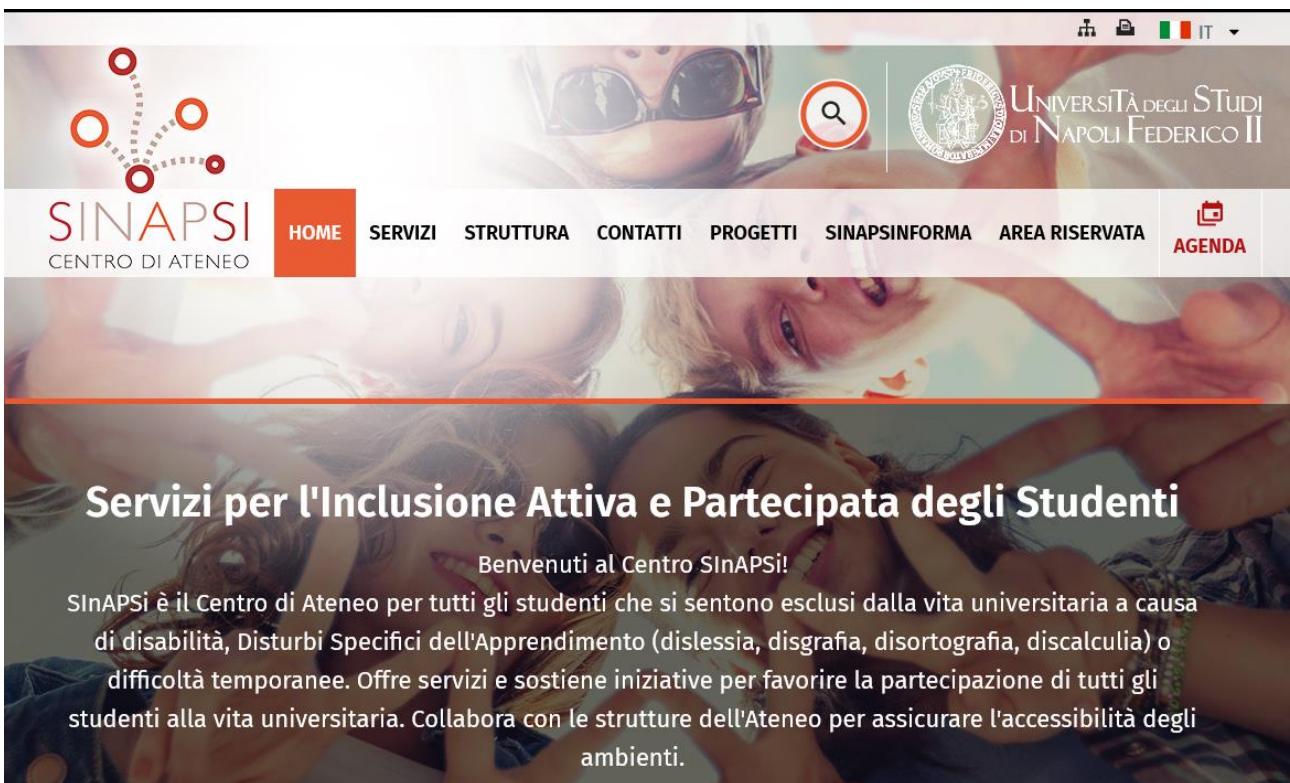 IT
UNIVERSITÀ DEGLI STUDI
DI NAPOLI FEDERICO II
SINAPSI
CENTRO DI ATENEO
HOME
SERVIZI
STRUTTURA
CONTATTI
PROGETTI
SINAPSINFORMA
AREA RISERVATA
AGENDA
Servizi per l'Inclusione Attiva e Partecipata degli Studenti
Benvenuti al Centro SInAPSi!
SInAPSi è il Centro di Ateneo per tutti gli studenti che si sentono esclusi dalla vita universitaria a causa
di disabilità, Disturbi Specifici dell'Apprendimento (dislessia, disgrafia, disortografia, discalculia) o
difficoltà temporanee. Offre servizi e sostiene iniziative per favorire la partecipazione di tutti gli
studenti alla vita universitaria. Collabora con le strutture dell'Ateneo per assicurare l'accessibilità degli
ambienti.